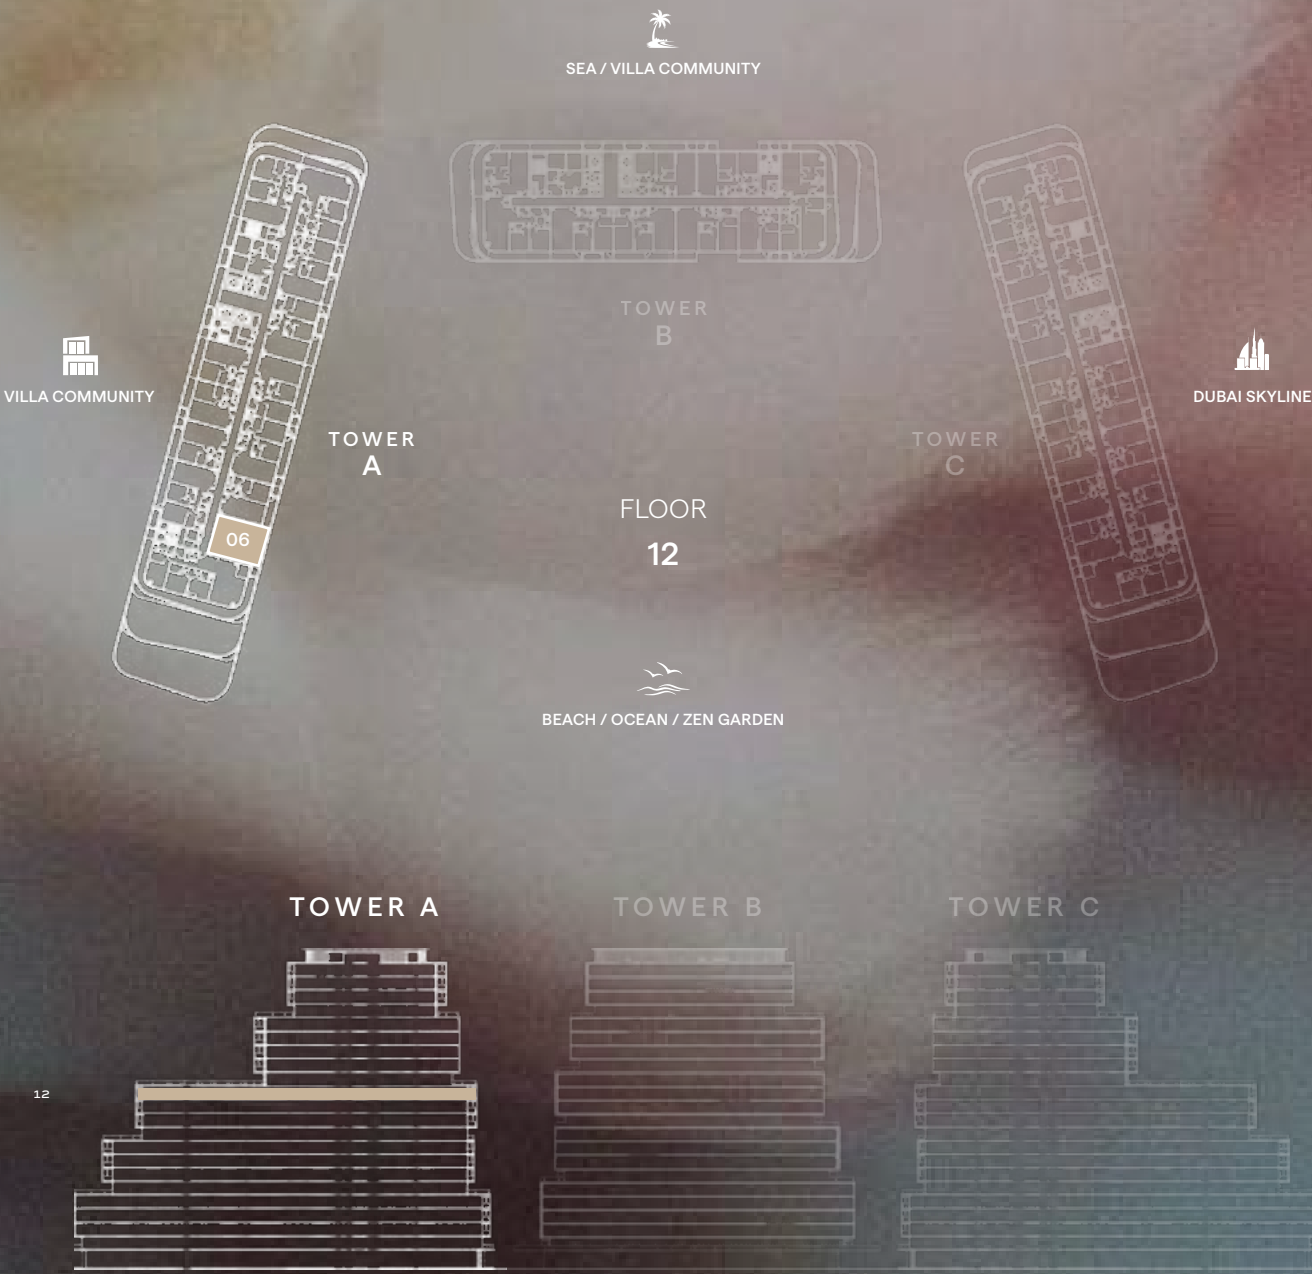 SEA / VILLA COMMUNITY
TOWER
B
VILLA COMMUNITY
DUBAI SKYLINE
TOWER
A
TOWER
C
FLOOR
12
06
BEACH / OCEAN / ZEN GARDEN
TOWER A
TOWER B
TOWER C
12